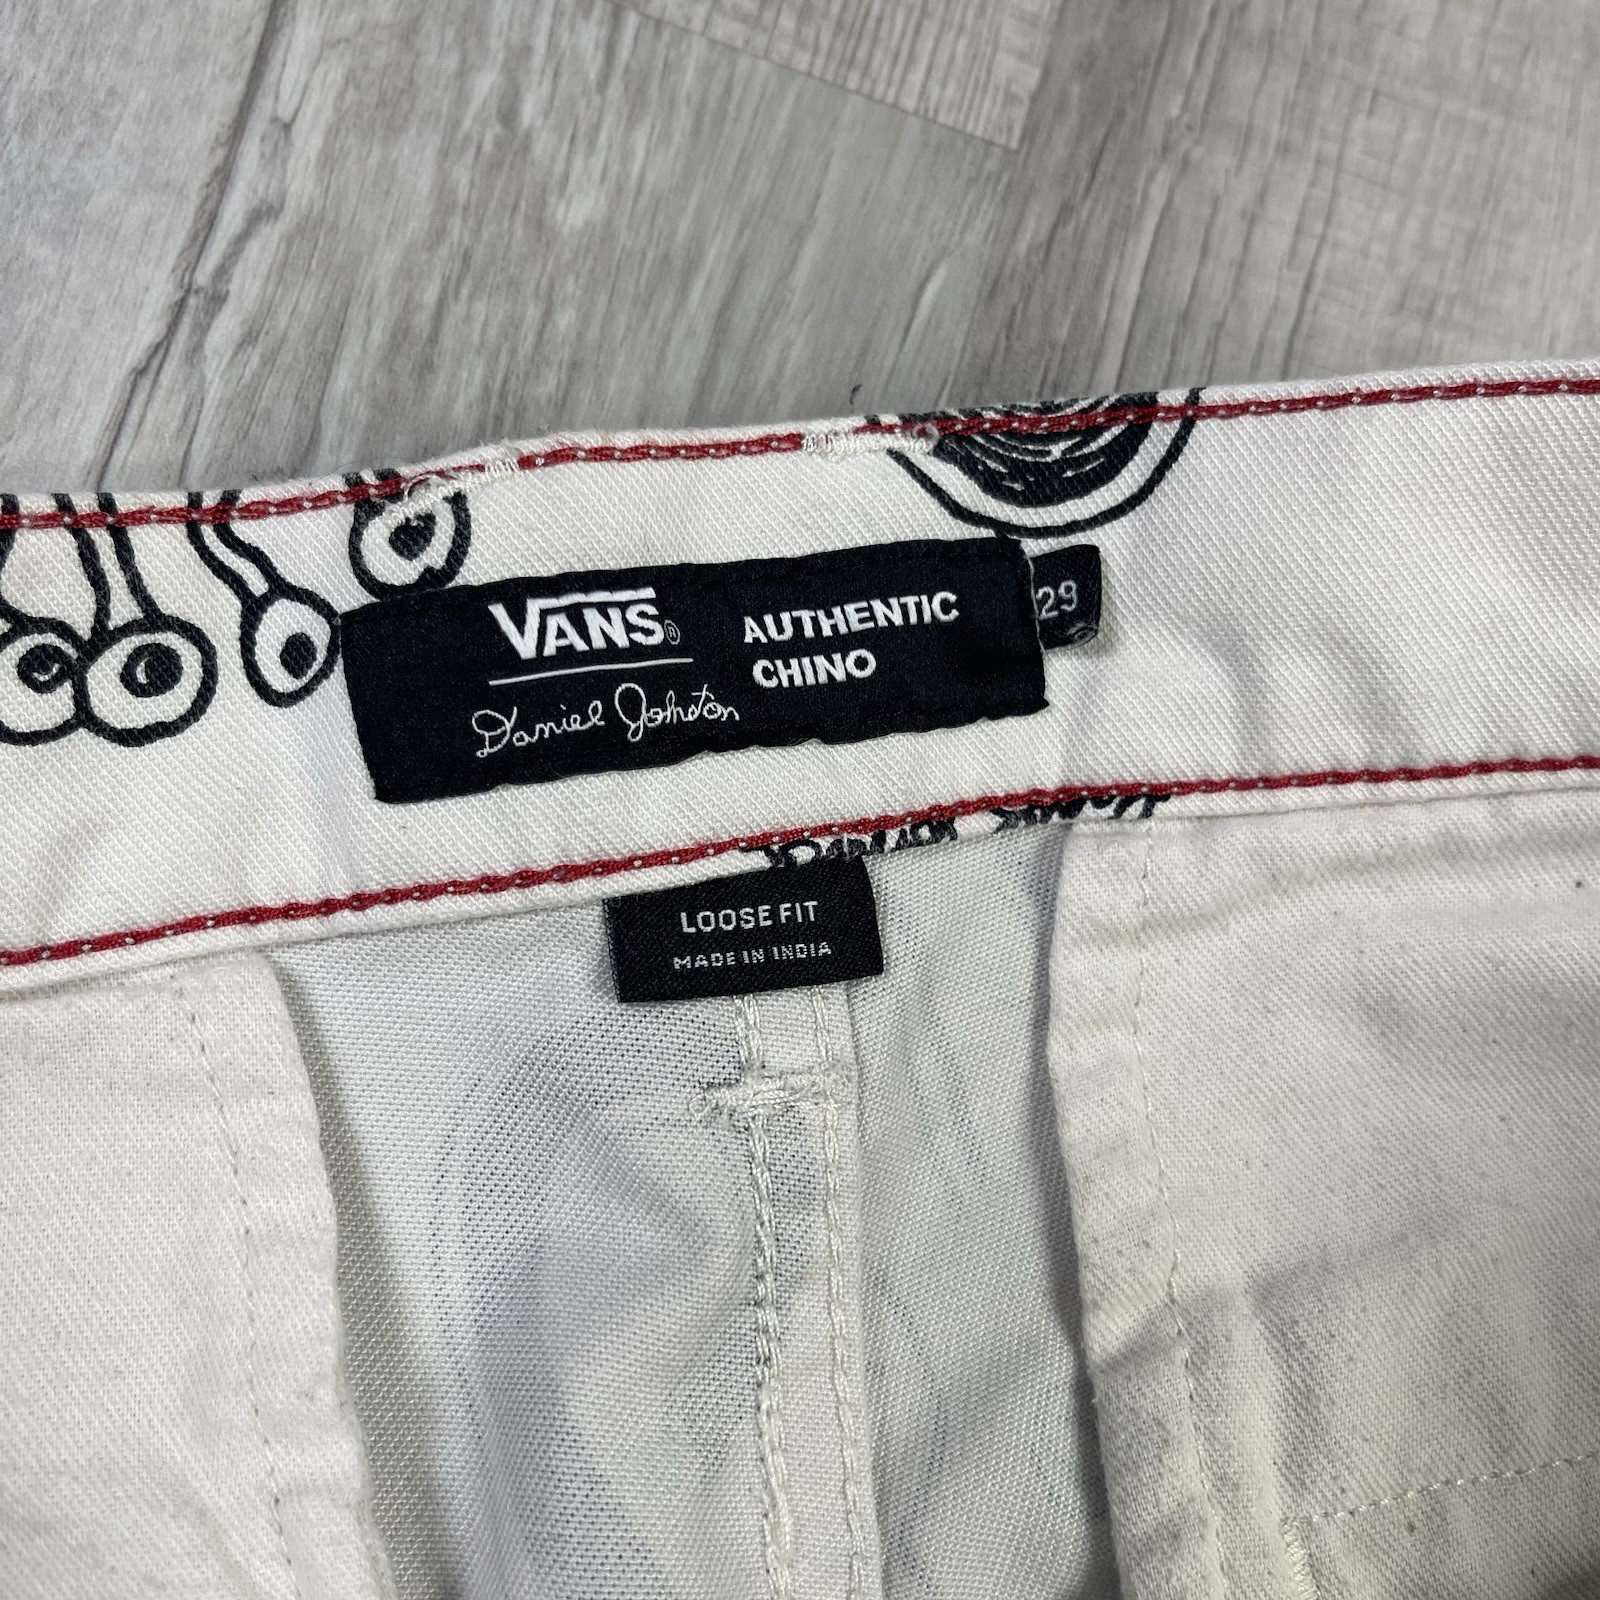 VANS® AUTHENTIC
CHINO
Daniel Johnston
29
LOOSE FIT
MADE IN INDIA